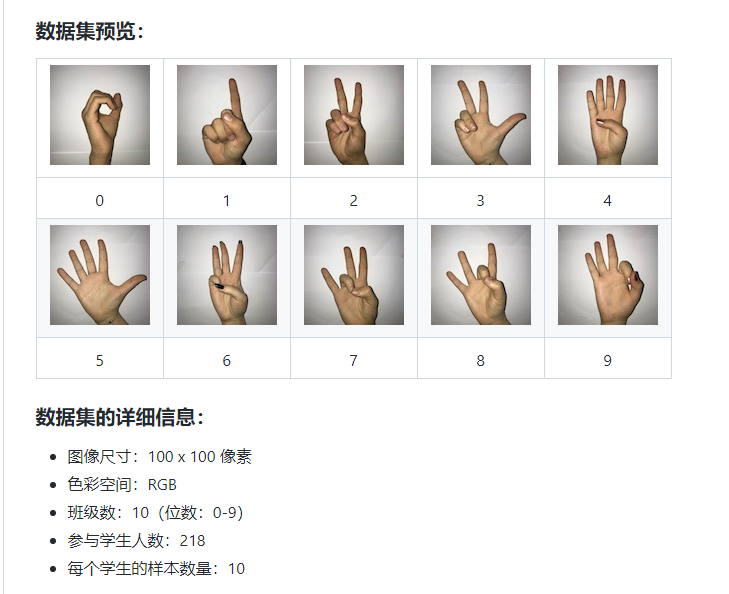 数据集预览：
0 1 2 3 4
5 6 7 8 9
数据集的详细信息：
图像尺寸：100 x 100 像素
色彩空间：RGB
班级数：10（位数：0-9）
参与学生人数：218
每个学生的样本数量：10